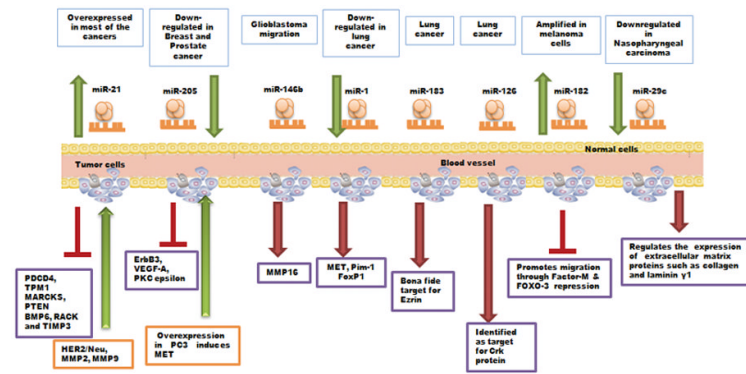 Overexpressed
in most of the
cancers
Down-
regulated in
Breast and
Prostate
cancer
Glioblastoma
migration
Down-
regulated in
lung
cancer
Lung
cancer
Lung
cancer
Amplified in
melanoma
cells
Downregulated
in
Nasopharyngeal
carcinoma
miR-21
miR-205
miR-146b
miR-1
miR-183
miR-126
miR-182
miR-29c
Normal cells
Tumor cells
Blood vessel
PDCD4,
TPM1
MARCKS,
PTEN
BMP6, RACK
and TIMP3
ErbB3,
VEGF-A,
PKC epsilon
MMP16
MET, Pim-1
FoxP1
Bona fide
target for
Ezrin
Promotes migration
through Factor-M &
FOXO-3 repression
Regulates the expression
of extracellular matrix
proteins such as collagen
and laminin γ1
HER2/Neu,
MMP2, MMP9
Overexpression
in PC3 induces
MET
Identified
as target
for Crk
protein